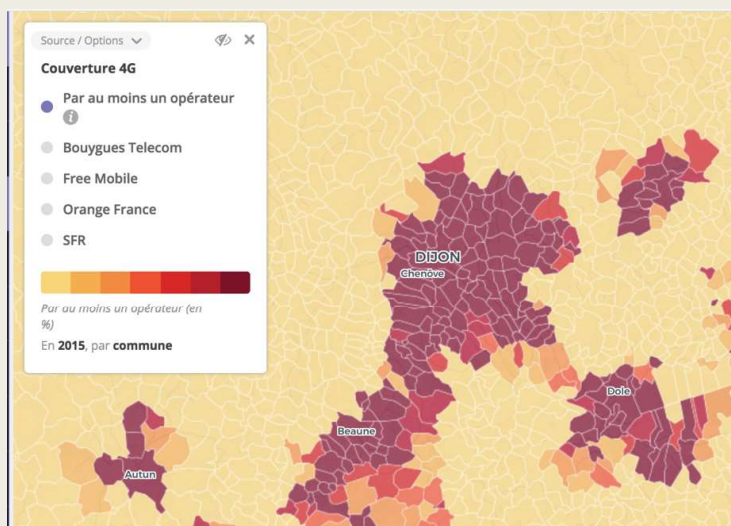 Source / Options
Couverture 4G
Par au moins un opérateur
Bouygues Telecom
Free Mobile
Orange France
SFR
Par au moins un opérateur (en
%)
En 2015, par commune
DIJON
Chenôve
Dole
Beaune
Autun